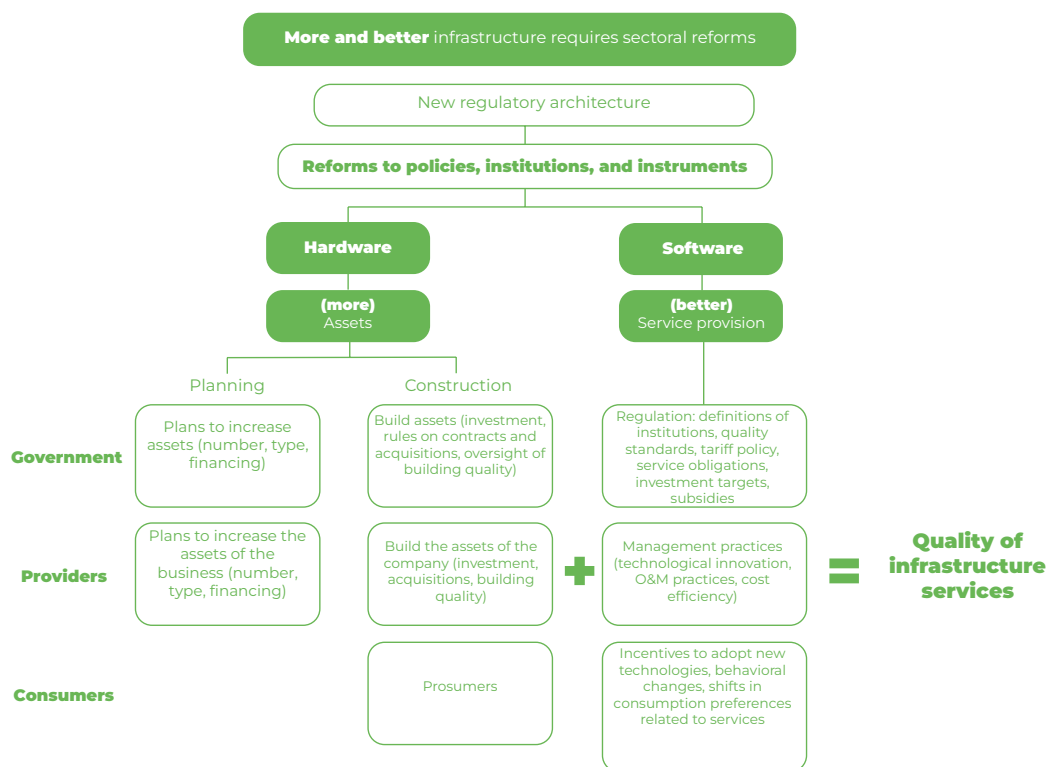 More and better infrastructure requires sectoral reforms
New regulatory architecture
Reforms to policies, institutions, and instruments
Hardware
Software
(more)
Assets
(better)
Service provision
Planning
Construction
Government
Plans to increase
assets (number, type,
financing)
Build assets (investment,
rules on contracts and
acquisitions, oversight of
building quality)
Regulation: definitions of
institutions, quality
standards, tariff policy,
service obligations,
investment targets,
subsidies
Providers
Plans to increase the
assets of the
business (number,
type, financing)
Build the assets of the
company (investment,
acquisitions, building
quality)
+
Management practices
(technological innovation,
O&M practices, cost
efficiency)
=
Quality of
infrastructure
services
Consumers
Prosumers
Incentives to adopt new
technologies, behavioral
changes, shifts in
consumption preferences
related to services